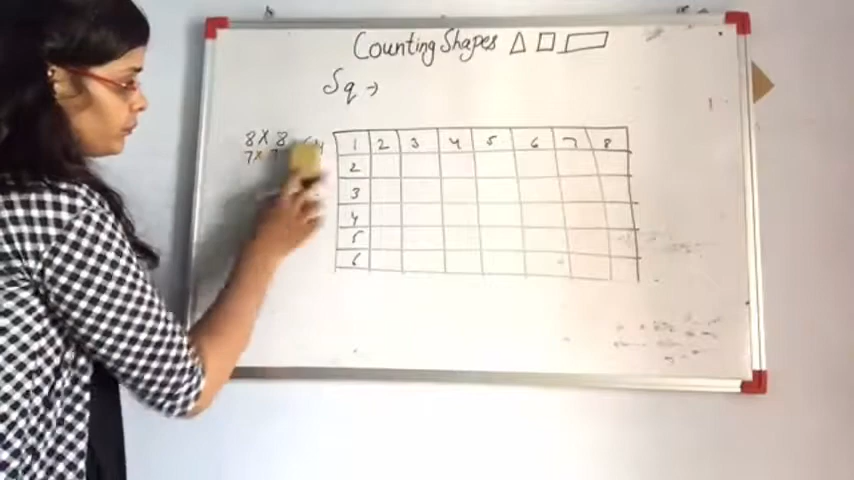 Counting Shapes
Sq →
8 X 8
7 X 7
1 2 3 4 5 6 7 8
2
3
4
5
6